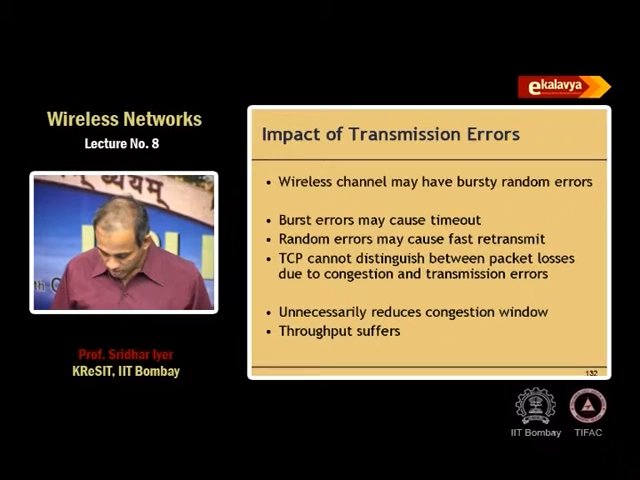 ekalavya
Wireless Networks
Lecture No. 8
Impact of Transmission Errors
• Wireless channel may have bursty random errors
• Burst errors may cause timeout
• Random errors may cause fast retransmit
• TCP cannot distinguish between packet losses
due to congestion and transmission errors
• Unnecessarily reduces congestion window
• Throughput suffers
132
Prof. Sridhar Iyer
KReSIT, IIT Bombay
IIT Bombay
TIFAC